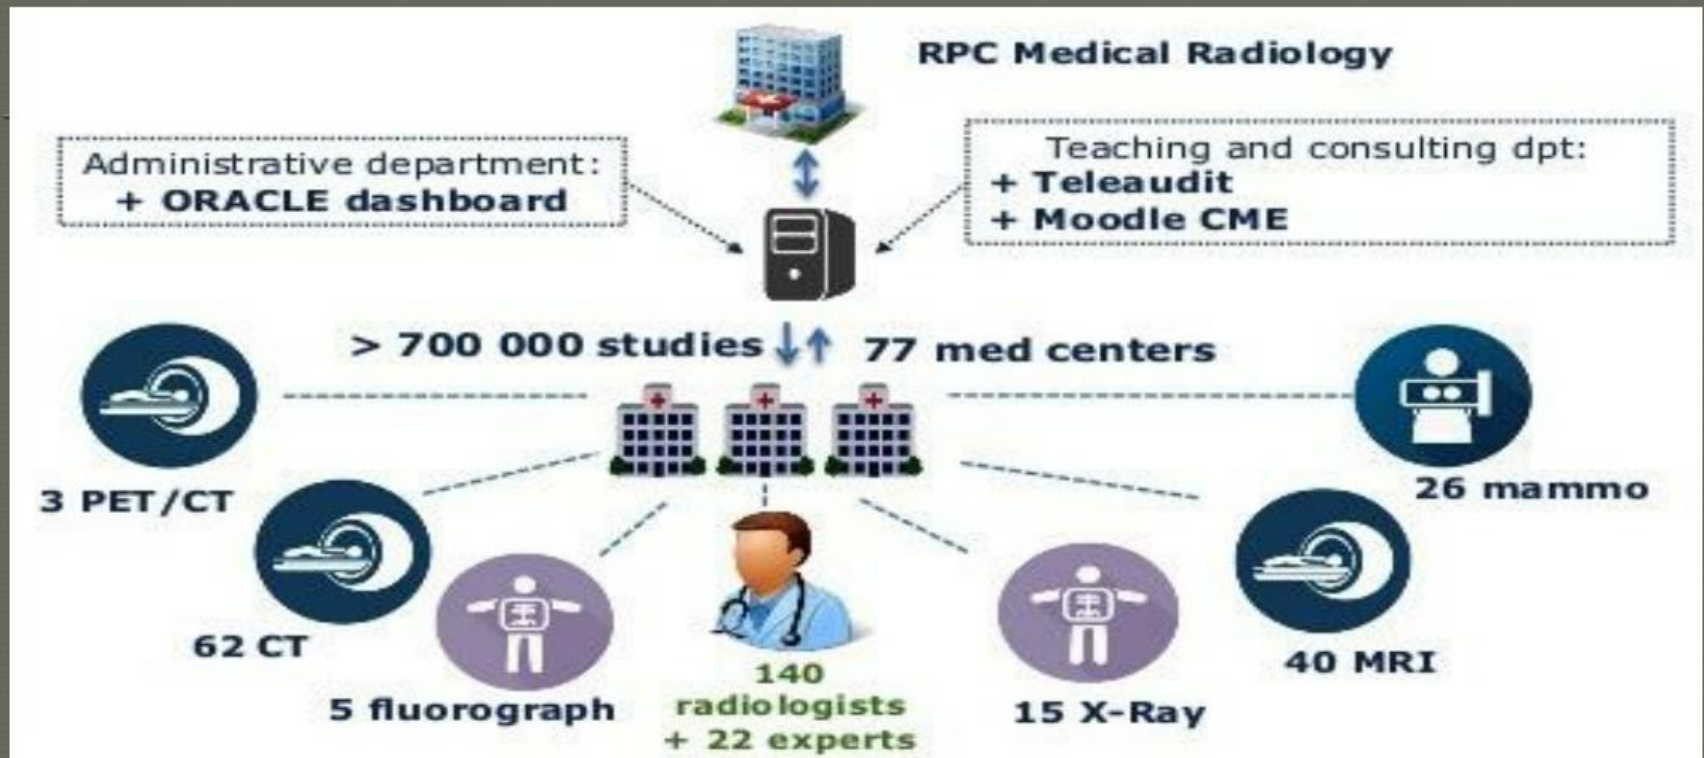 RPC Medical Radiology
Administrative department:
+ ORACLE dashboard
Teaching and consulting dpt:
+ Teleaudit
+ Moodle CME
> 700 000 studies
77 med centers
3 PET/CT
26 mammo
62 CT
40 MRI
5 fluorograph
15 X-Ray
140
radiologists
+ 22 experts